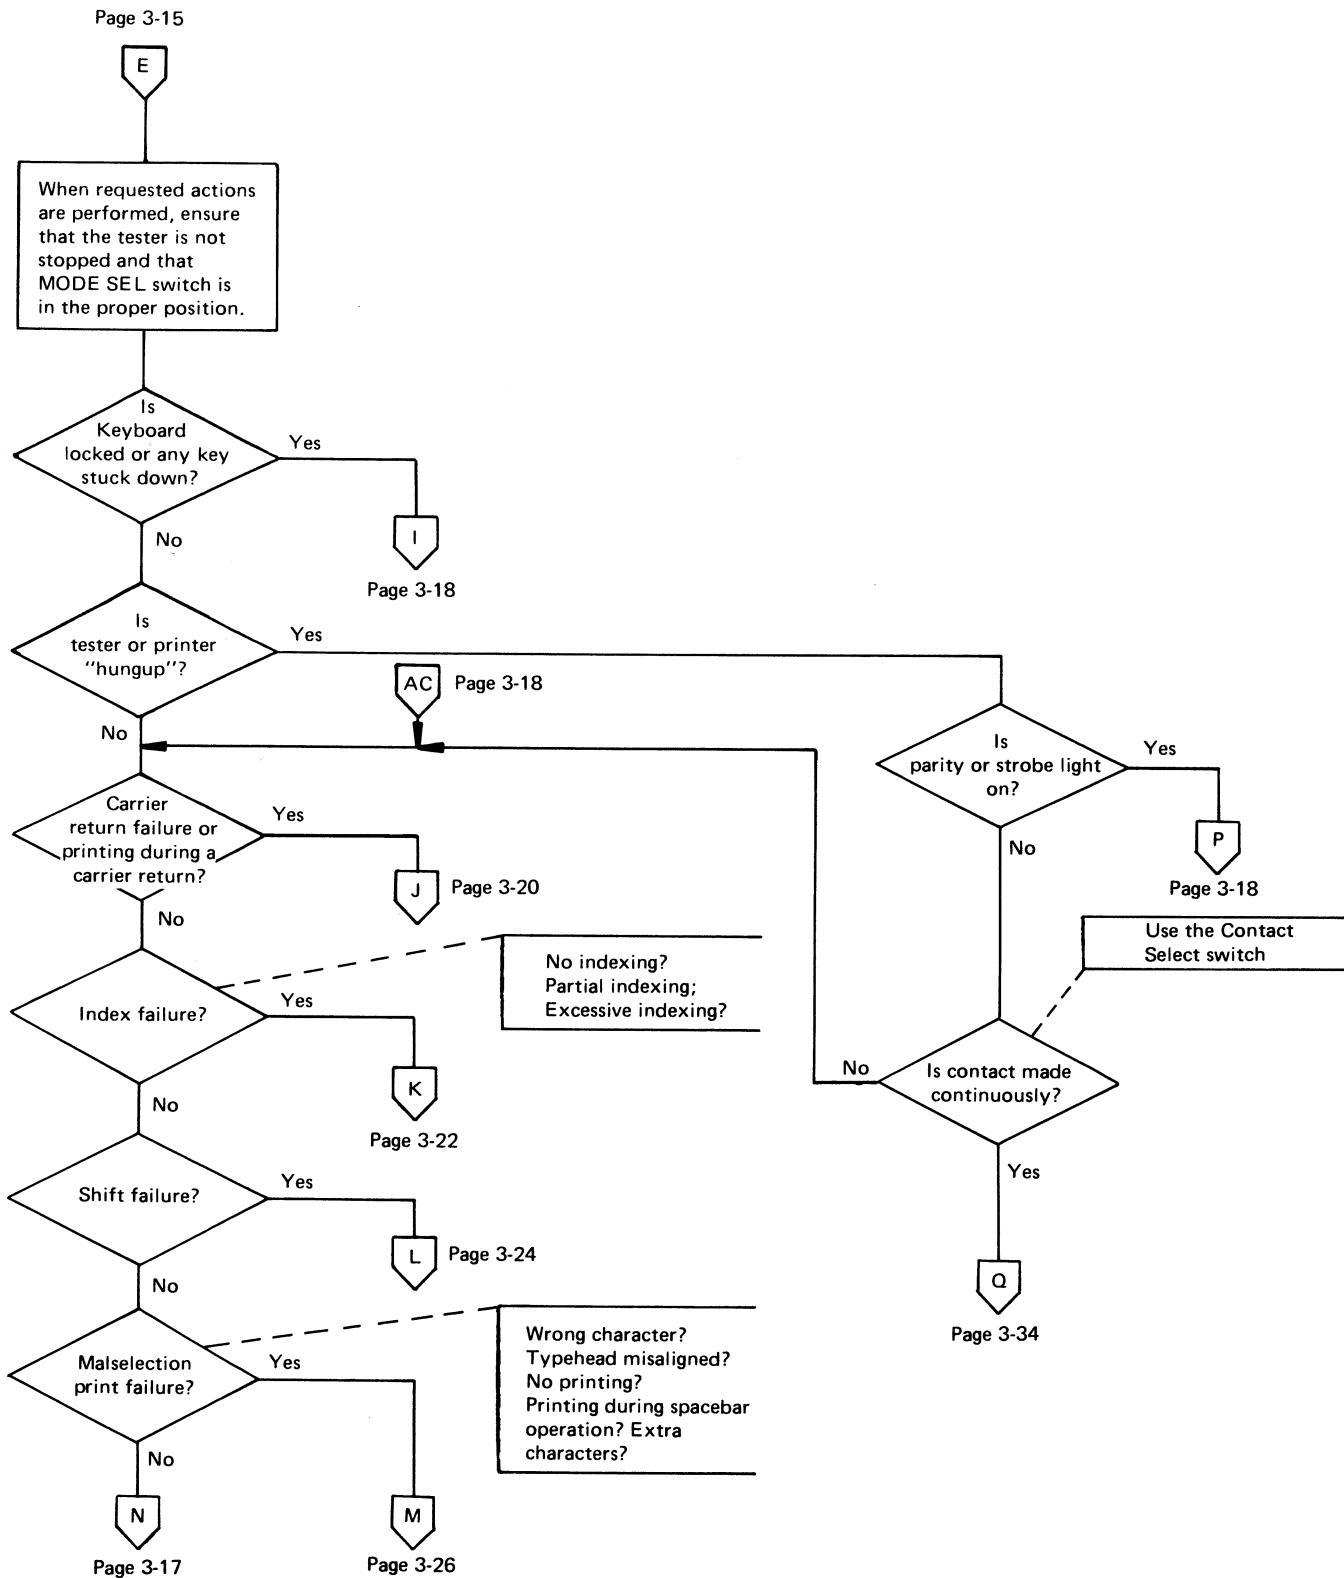 Page 3-15
E
When requested actions
are performed, ensure
that the tester is not
stopped and that
MODE SEL switch is
in the proper position.
Is
Keyboard
locked or any key
stuck down?
Yes
No
I
Page 3-18
Is
tester or printer
"hungup"?
Yes
No
AC
Page 3-18
Is
parity or strobe light
on?
Yes
No
P
Page 3-18
Carrier
return failure or
printing during a
carrier return?
Yes
No
J
Page 3-20
Use the Contact
Select switch
No indexing?
Partial indexing;
Excessive indexing?
Index failure?
Yes
No
K
Page 3-22
Is contact made
continuously?
No
Yes
Q
Page 3-34
Shift failure?
Yes
No
L
Page 3-24
Wrong character?
Typehead misaligned?
No printing?
Printing during spacebar
operation? Extra
characters?
Malselection
print failure?
Yes
No
N
Page 3-17
M
Page 3-26